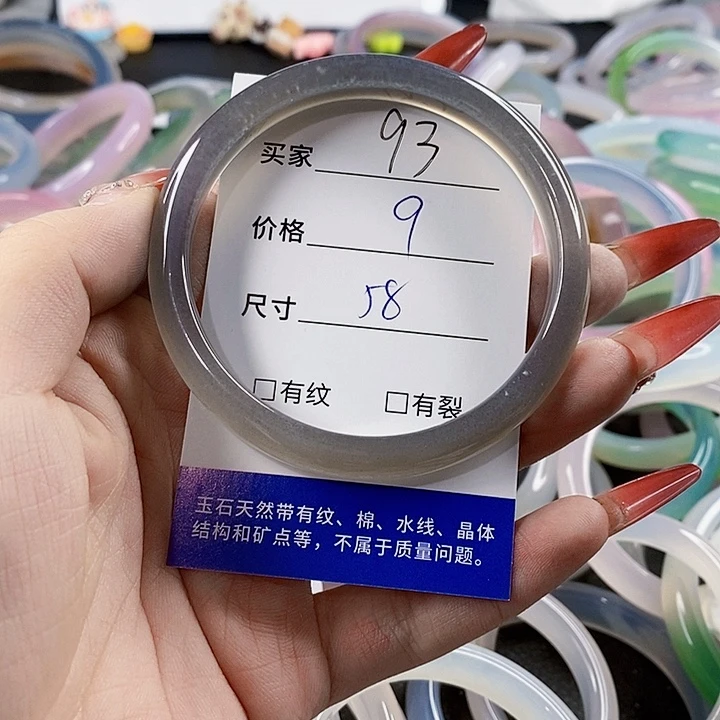 买家 93
价格 9
尺寸 58
□有纹 □有裂
玉石天然带有纹、棉、水线、晶体
结构和矿点等，不属于质量问题。